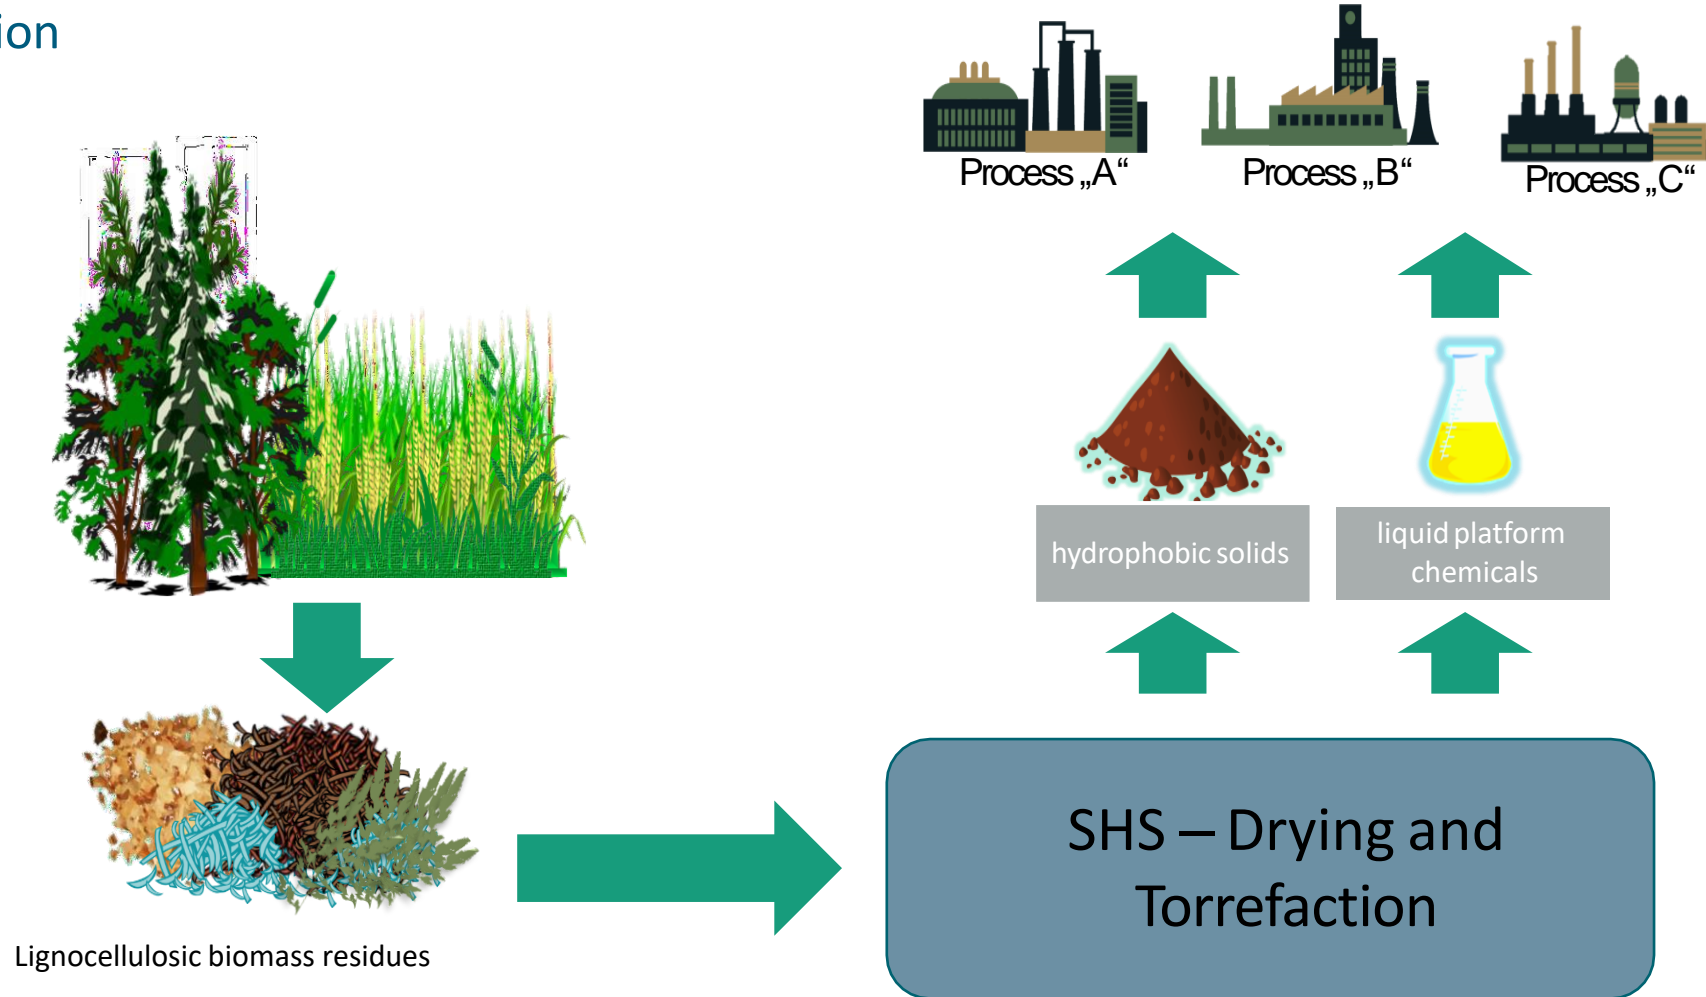 ion
Process „A“
Process „B“
Process „C“
hydrophobic solids
liquid platform
chemicals
SHS – Drying and
Torrefaction
Lignocellulosic biomass residues